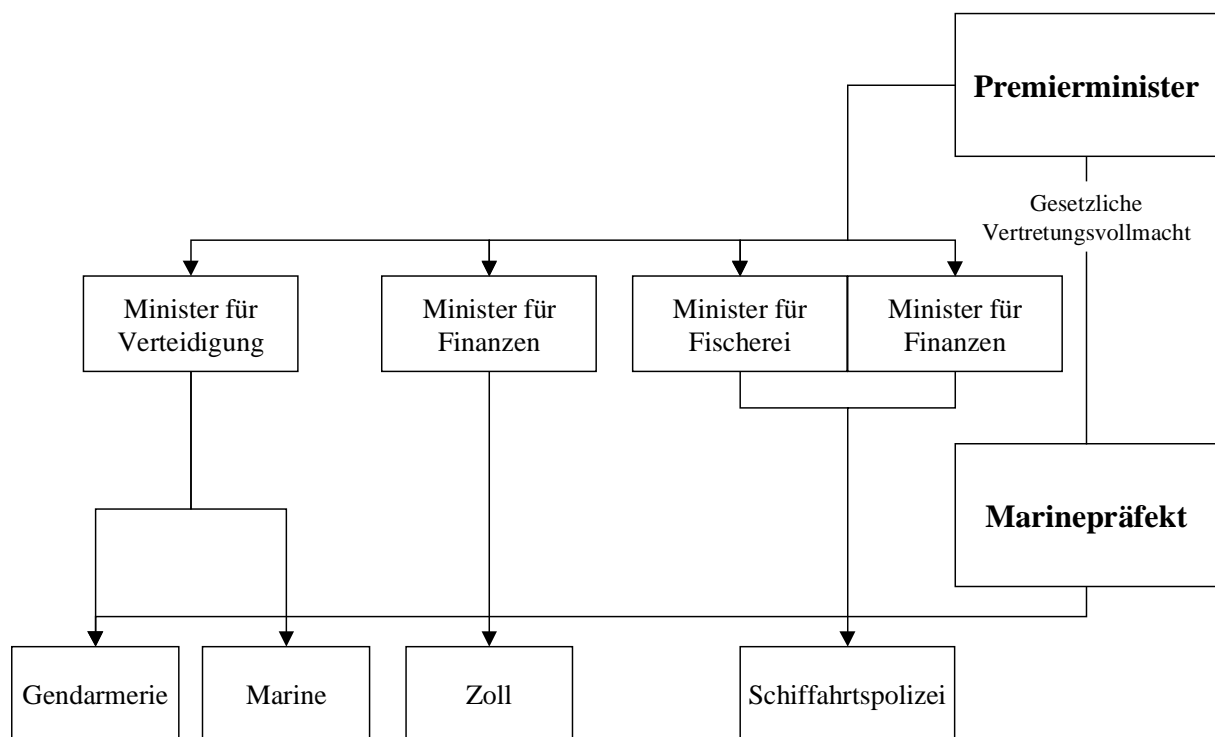 Premierminister
Gesetzliche
Vertretungsvollmacht
Minister für
Verteidigung
Minister für
Finanzen
Minister für
Fischerei
Minister für
Finanzen
Marinepräfekt
Gendarmerie
Marine
Zoll
Schiffahrtspolizei